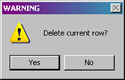 WARNING
Delete current row?
Yes
No